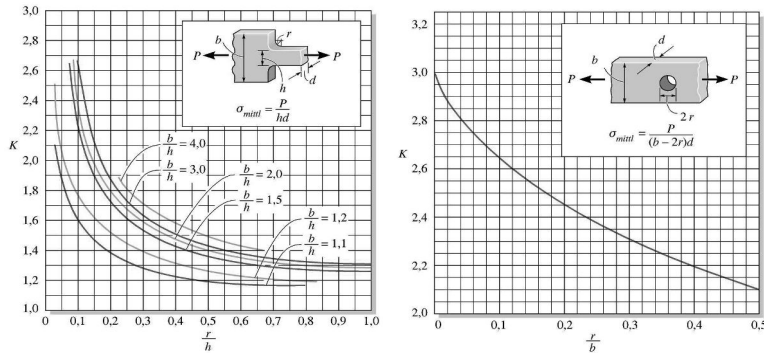 3,0
2,8
2,6
2,4
2,2
K
2,0
1,8
1,6
1,4
1,2
1,0
0
0,1
0,2
0,3
0,4
0,5
0,6
0,7
0,8
0,9
1,0
r/h
b/h = 4,0
b/h = 3,0
b/h = 2,0
b/h = 1,5
b/h = 1,2
b/h = 1,1
P
b
r
P
h
d
σmittl = P/hd
3,2
3,0
2,8
2,6
K
2,4
2,2
2,0
0
0,1
0,2
0,3
0,4
0,5
r/b
d
b
P
P
2 r
σmittl = P/(b – 2r)d